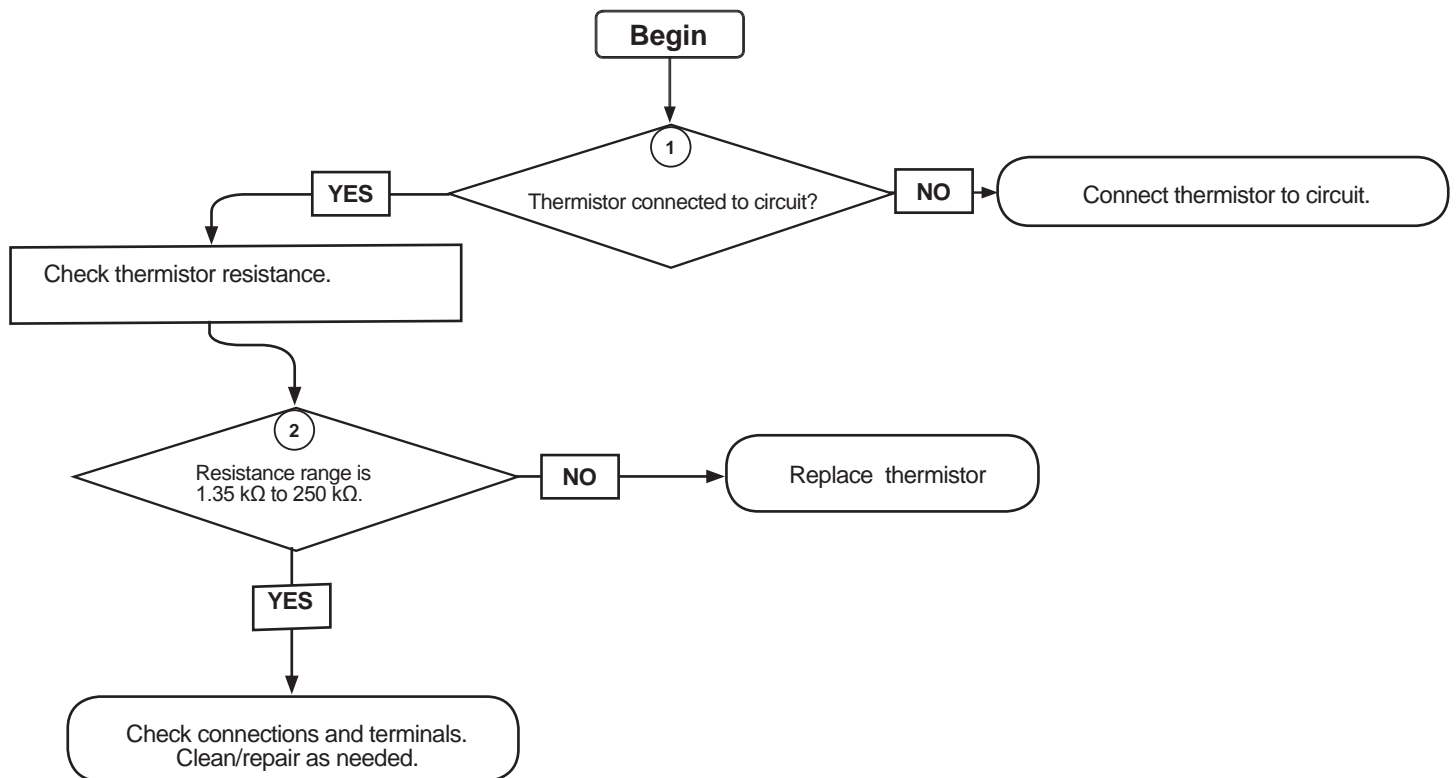 Begin
1
Thermistor connected to circuit?
YES
NO
Connect thermistor to circuit.
Check thermistor resistance.
2
Resistance range is
1.35 kΩ to 250 kΩ.
NO
Replace thermistor
YES
Check connections and terminals.
Clean/repair as needed.